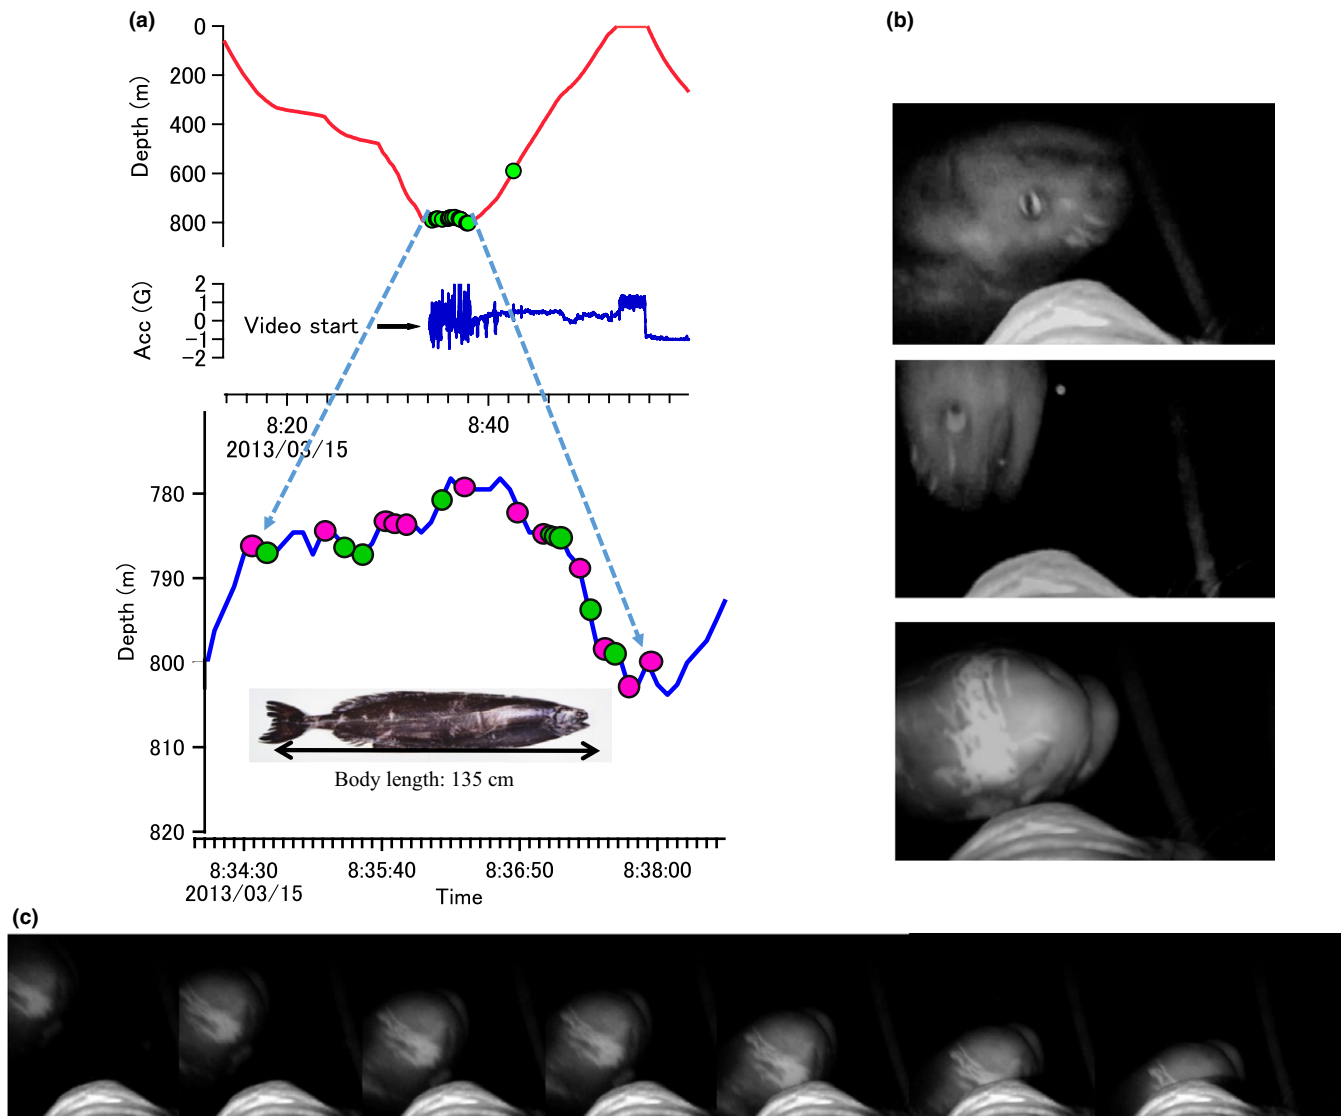 (a)
0
200
400
600
800
Depth (m)
2
1
0
-1
-2
Acc (G)
Video start
8:20
8:40
2013/03/15
780
790
800
810
820
Depth (m)
Body length: 135 cm
8:34:30
8:35:40
8:36:50
8:38:00
2013/03/15
Time
(b)
(c)